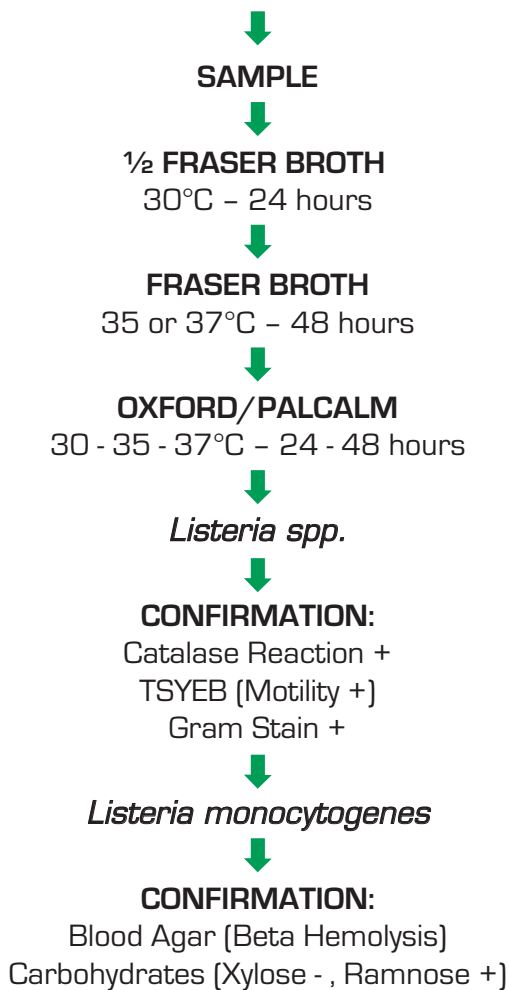 SAMPLE
½ FRASER BROTH
30°C – 24 hours
FRASER BROTH
35 or 37°C – 48 hours
OXFORD/PALCALM
30 - 35 - 37°C – 24 - 48 hours
Listeria spp.
CONFIRMATION:
Catalase Reaction +
TSYEB (Motility +)
Gram Stain +
Listeria monocytogenes
CONFIRMATION:
Blood Agar (Beta Hemolysis)
Carbohydrates (Xylose - , Ramnose +)